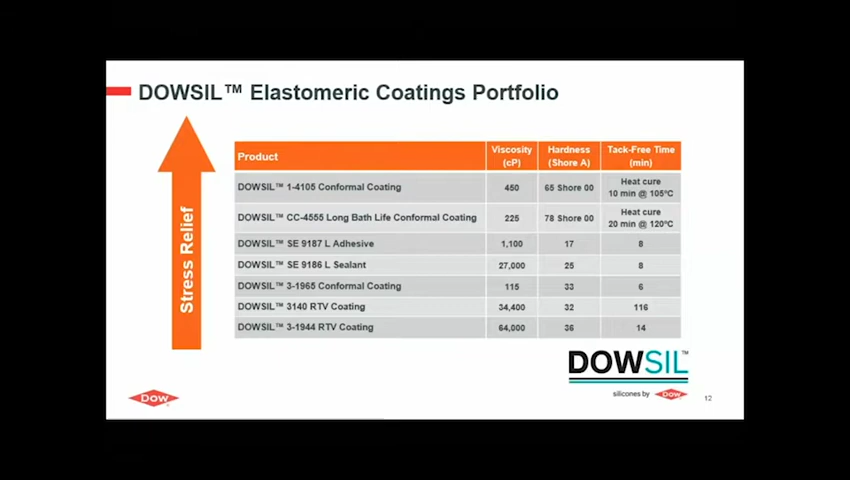 DOWSIL™ Elastomeric Coatings Portfolio
Stress Relief
Product Viscosity (cP) Hardness (Shore A) Tack-Free Time (min)
DOWSIL™ 1-4105 Conformal Coating 450 65 Shore 00 Heat cure 10 min @ 105°C
DOWSIL™ CC-4555 Long Bath Life Conformal Coating 225 78 Shore 00 Heat cure 20 min @ 120°C
DOWSIL™ SE 9187 L Adhesive 1,100 17 8
DOWSIL™ SE 9186 L Sealant 27,000 25 8
DOWSIL™ 3-1965 Conformal Coating 115 33 6
DOWSIL™ 3140 RTV Coating 34,400 32 116
DOWSIL™ 3-1944 RTV Coating 64,000 36 14
DOWSIL™
silicones by Dow
Dow
12